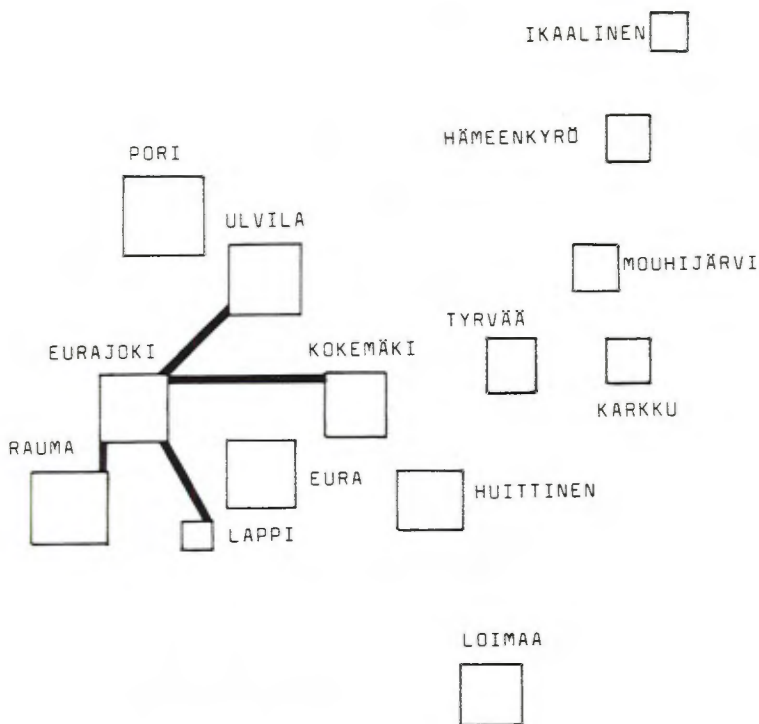 IKAALINEN
HÄMEENKYRÖ
PORI
ULVILA
MOUHIJÄRVI
TYRVÄÄ
EURAJOKI
KOKEMÄKI
KARKKU
RAUMA
EURA
HUITTINEN
LAPPI
LOIMAA